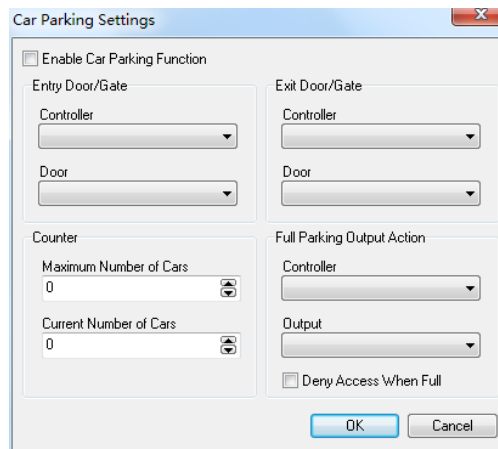 Car Parking Settings
Enable Car Parking Function
Entry Door/Gate
Controller
Door
Exit Door/Gate
Controller
Door
Counter
Maximum Number of Cars
0
Current Number of Cars
0
Full Parking Output Action
Controller
Output
Deny Access When Full
OK
Cancel